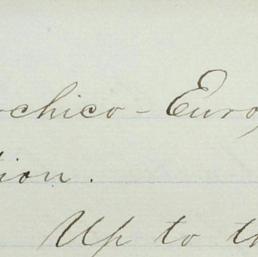 -chico-Euro
tion.
Up to th